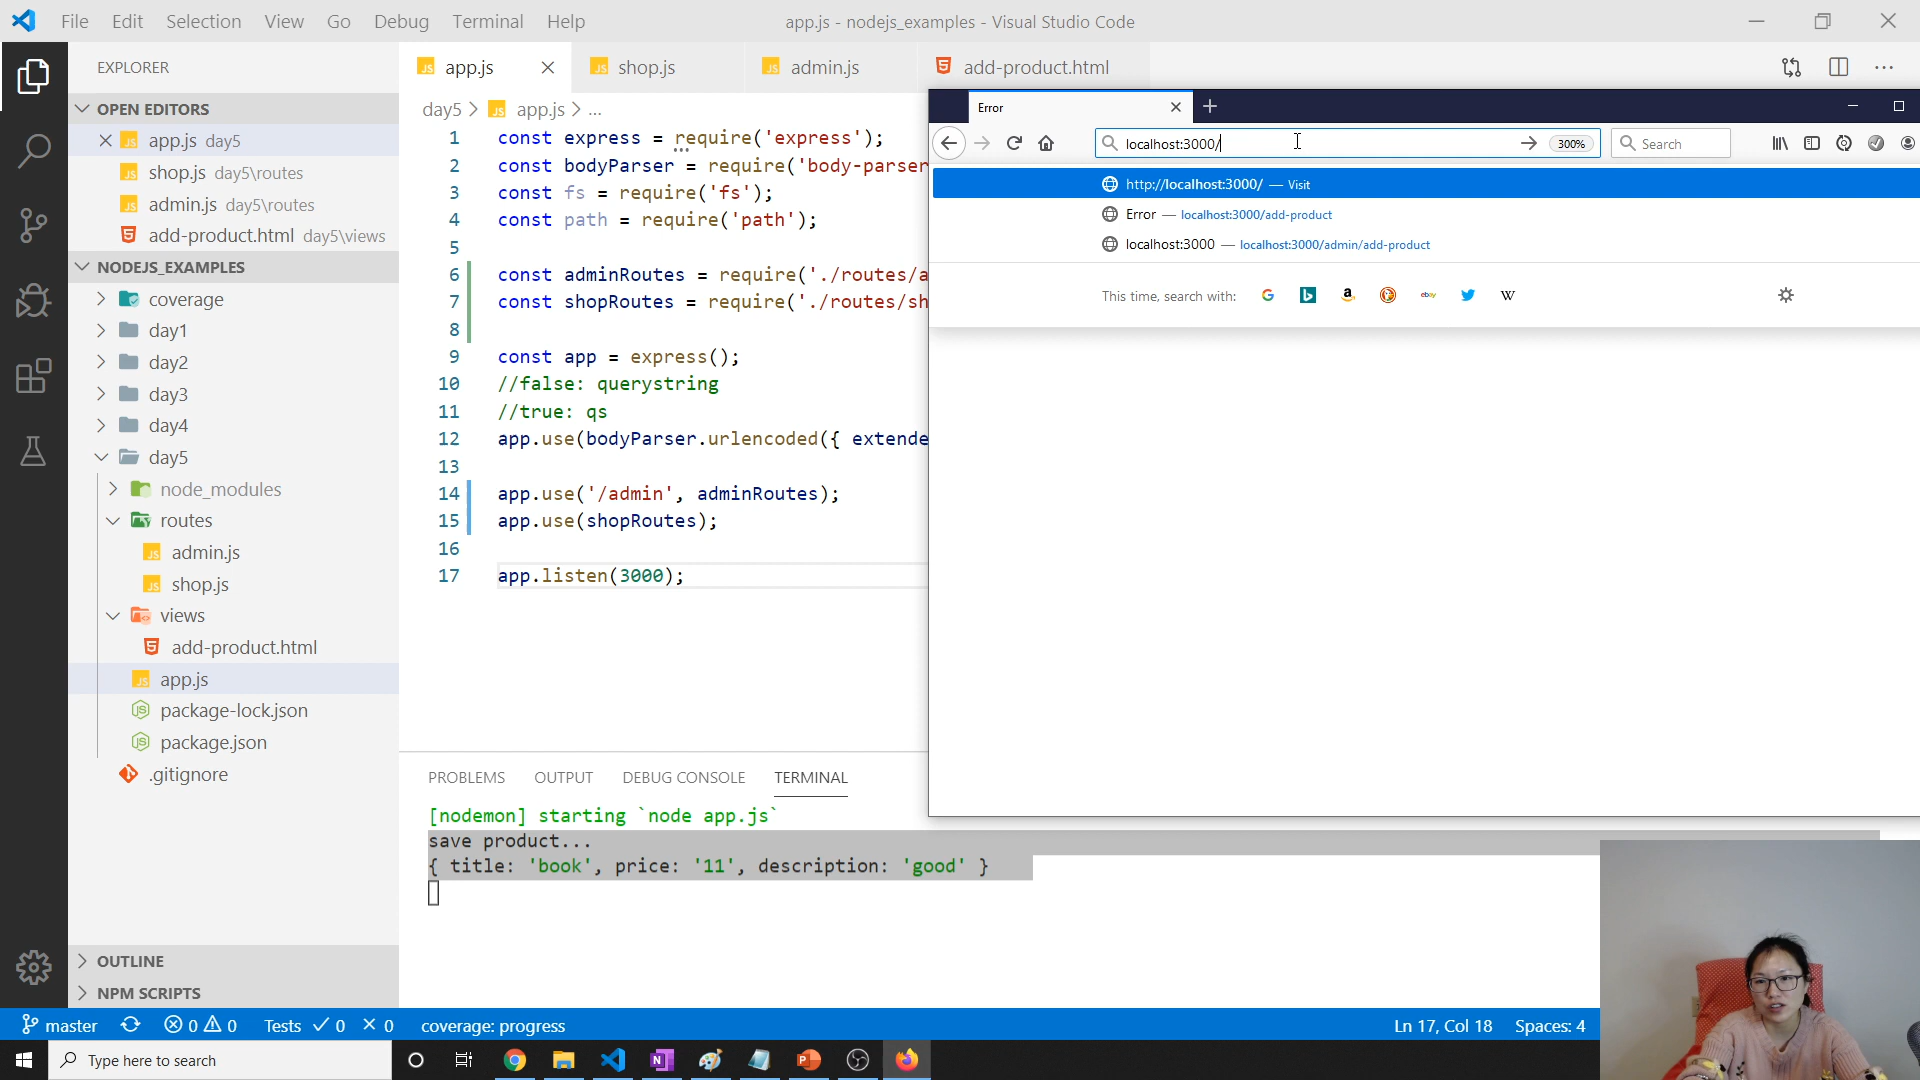 File Edit Selection View Go Debug Terminal Help
app.js - nodejs_examples - Visual Studio Code
EXPLORER
OPEN EDITORS
app.js day5
shop.js day5\routes
admin.js day5\routes
add-product.html day5\views
NODEJS_EXAMPLES
coverage
day1
day2
day3
day4
day5
node_modules
routes
admin.js
shop.js
views
add-product.html
app.js
package-lock.json
package.json
.gitignore
OUTLINE
NPM SCRIPTS
app.js shop.js admin.js add-product.html
day5 > app.js > ...
1 const express = require('express');
2 const bodyParser = require('body-parser
3 const fs = require('fs');
4 const path = require('path');
5
6 const adminRoutes = require('./routes/a
7 const shopRoutes = require('./routes/sh
8
9 const app = express();
10 //false: querystring
11 //true: qs
12 app.use(bodyParser.urlencoded({ extende
13
14 app.use('/admin', adminRoutes);
15 app.use(shopRoutes);
16
17 app.listen(3000);
Error
localhost:3000/ 300% Search
http://localhost:3000/ — Visit
Error — localhost:3000/add-product
localhost:3000 — localhost:3000/admin/add-product
This time, search with:
PROBLEMS OUTPUT DEBUG CONSOLE TERMINAL
[nodemon] starting `node app.js`
save product...
{ title: 'book', price: '11', description: 'good' }
master 0 0 Tests 0 0 coverage: progress Ln 17, Col 18 Spaces: 4
Type here to search